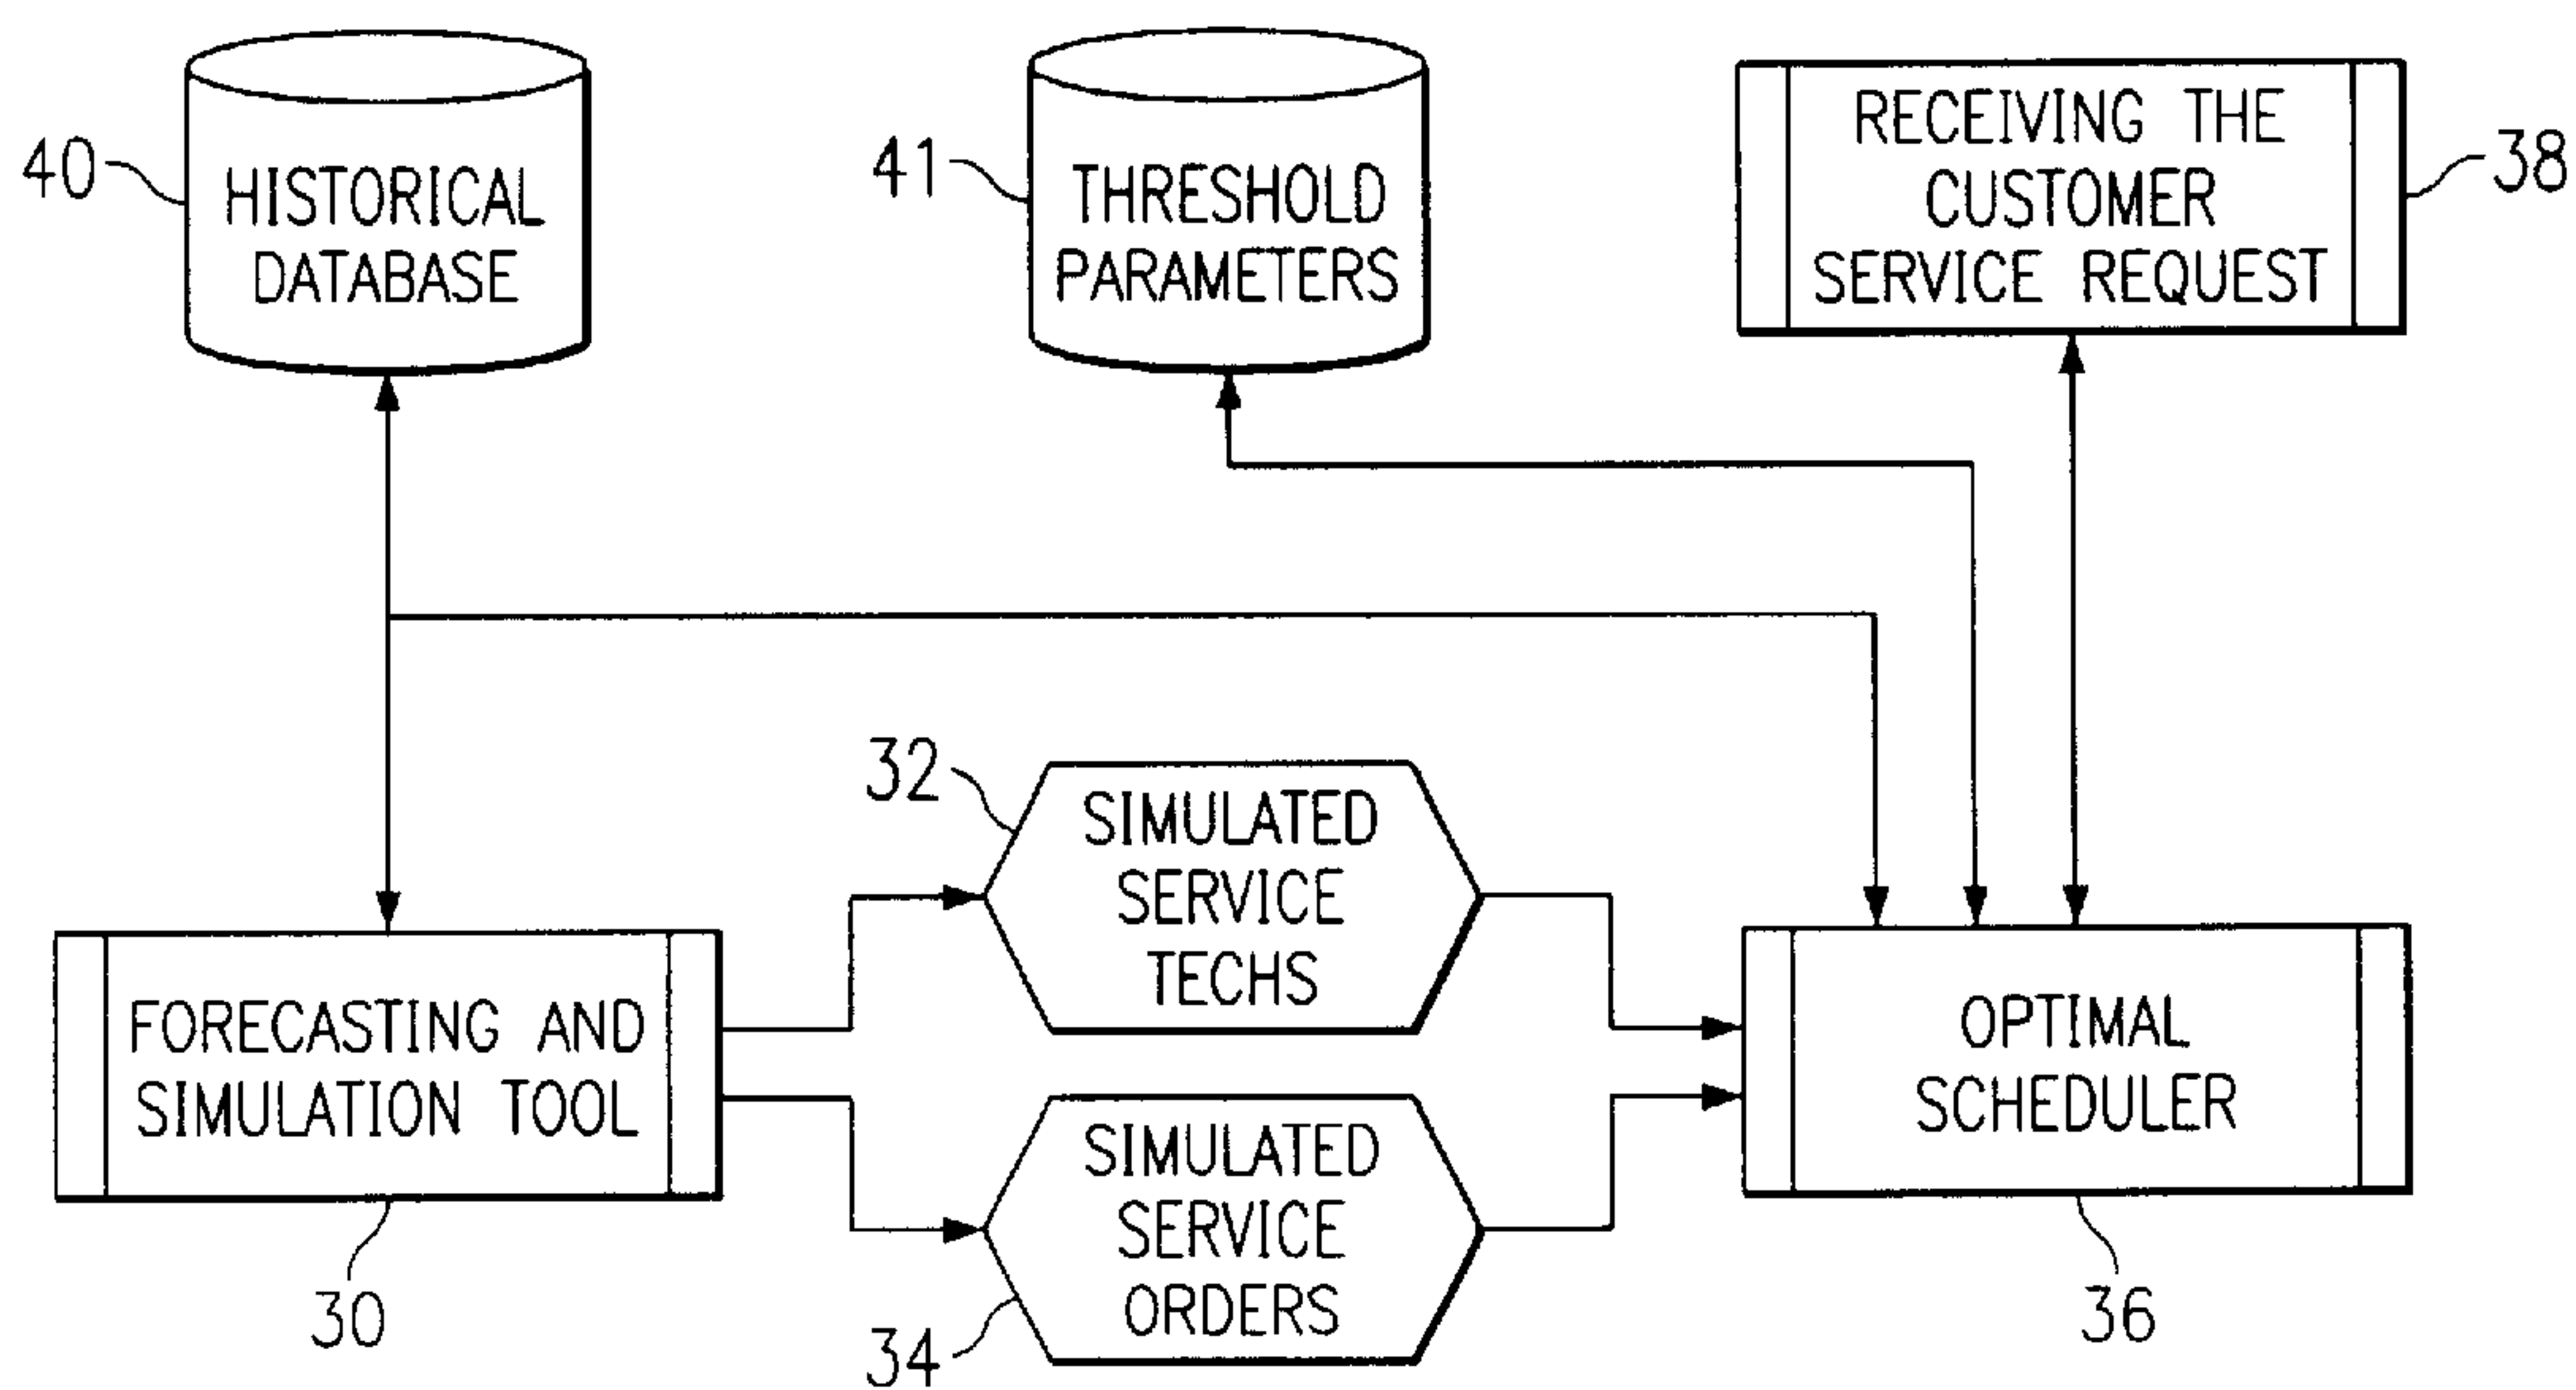 40
HISTORICAL
DATABASE
41
THRESHOLD
PARAMETERS
RECEIVING THE
CUSTOMER
SERVICE REQUEST
38
32
SIMULATED
SERVICE
TECHS
FORECASTING AND
SIMULATION TOOL
30
SIMULATED
SERVICE
ORDERS
34
OPTIMAL
SCHEDULER
36